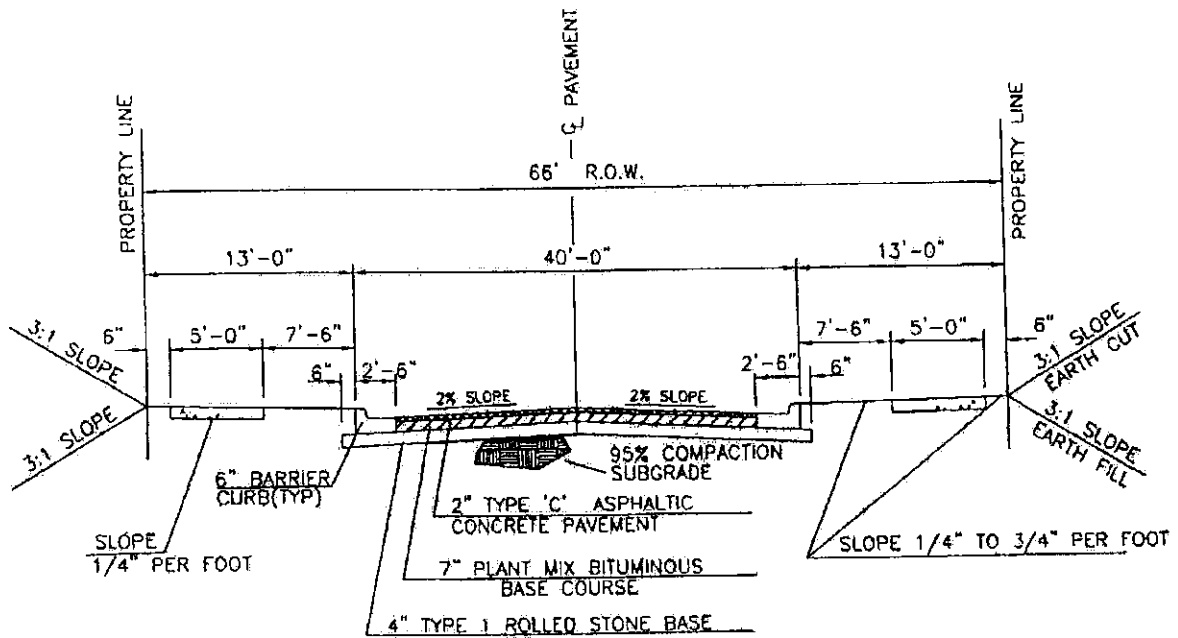 PROPERTY LINE
℄ PAVEMENT
PROPERTY LINE
66' R.O.W.
13'-0"
40'-0"
13'-0"
3:1 SLOPE
6"
5'-0"
7'-6"
6"
2'-6"
2% SLOPE
2% SLOPE
2'-6"
6"
7'-6"
5'-0"
6"
3:1 SLOPE
EARTH CUT
3:1 SLOPE
3:1 SLOPE
EARTH FILL
6" BARRIER
CURB(TYP)
95% COMPACTION
SUBGRADE
2" TYPE 'C' ASPHALTIC
CONCRETE PAVEMENT
SLOPE
1/4" PER FOOT
SLOPE 1/4" TO 3/4" PER FOOT
7" PLANT MIX BITUMINOUS
BASE COURSE
4" TYPE 1 ROLLED STONE BASE